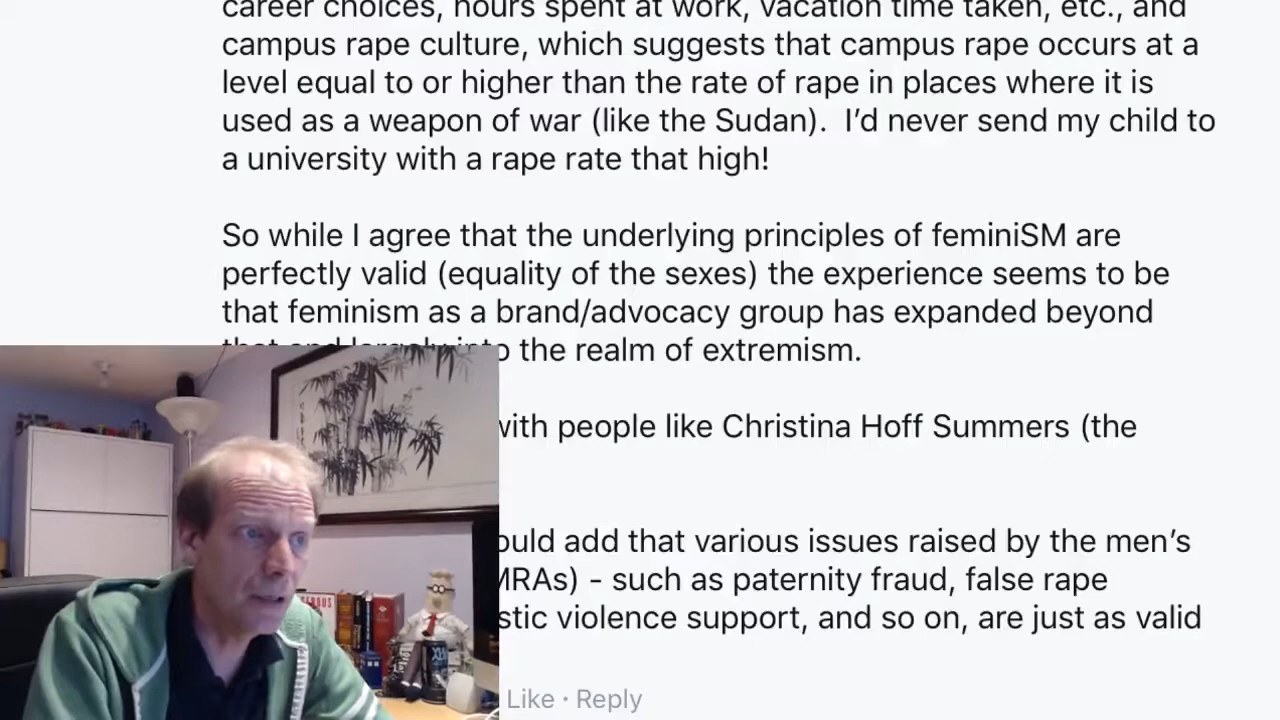 career choices, hours spent at work, vacation time taken, etc., and
campus rape culture, which suggests that campus rape occurs at a
level equal to or higher than the rate of rape in places where it is
used as a weapon of war (like the Sudan).  I’d never send my child to
a university with a rape rate that high!
So while I agree that the underlying principles of feminiSM are
perfectly valid (equality of the sexes) the experience seems to be
that feminism as a brand/advocacy group has expanded beyond
that and largely into the realm of extremism.
with people like Christina Hoff Summers (the
ould add that various issues raised by the men’s
MRAs) - such as paternity fraud, false rape
stic violence support, and so on, are just as valid
Like · Reply